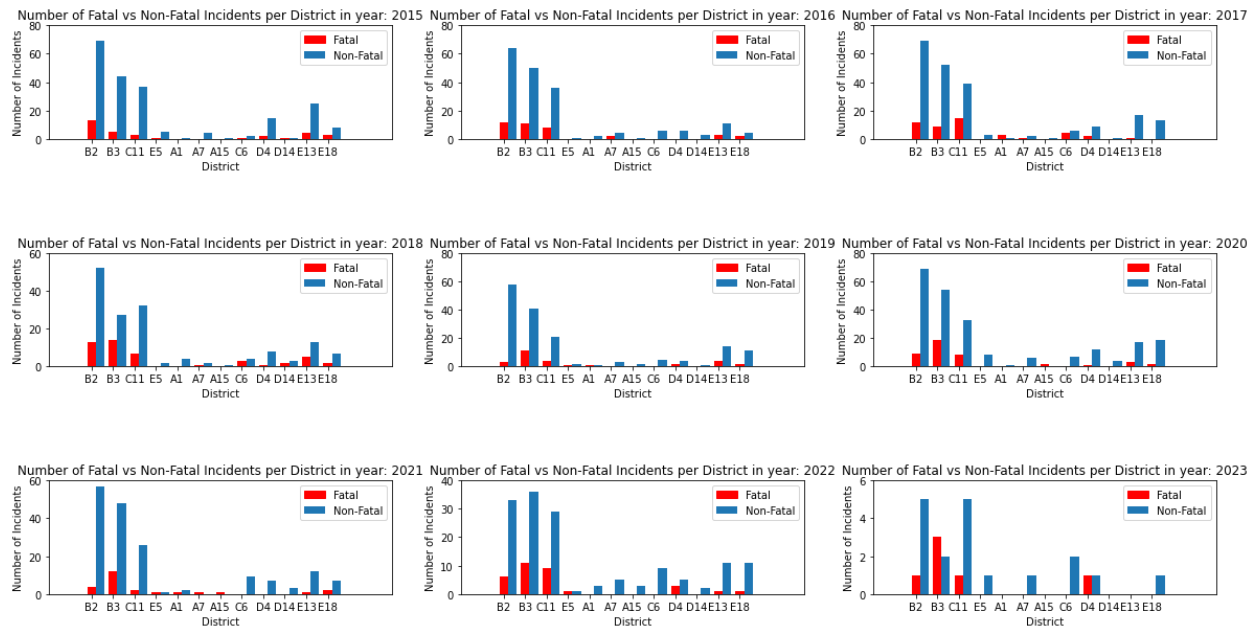 Number of Fatal vs Non-Fatal Incidents per District in year: 2015
80
60
40
20
0
Number of Incidents
Fatal
Non-Fatal
B2 B3 C11 E5 A1 A7 A15 C6 D4 D14 E13 E18
District
Number of Fatal vs Non-Fatal Incidents per District in year: 2016
80
60
40
20
0
Number of Incidents
Fatal
Non-Fatal
B2 B3 C11 E5 A1 A7 A15 C6 D4 D14 E13 E18
District
Number of Fatal vs Non-Fatal Incidents per District in year: 2017
80
60
40
20
0
Number of Incidents
Fatal
Non-Fatal
B2 B3 C11 E5 A1 A7 A15 C6 D4 D14 E13 E18
District
Number of Fatal vs Non-Fatal Incidents per District in year: 2018
60
40
20
0
Number of Incidents
Fatal
Non-Fatal
B2 B3 C11 E5 A1 A7 A15 C6 D4 D14 E13 E18
District
Number of Fatal vs Non-Fatal Incidents per District in year: 2019
80
60
40
20
0
Number of Incidents
Fatal
Non-Fatal
B2 B3 C11 E5 A1 A7 A15 C6 D4 D14 E13 E18
District
Number of Fatal vs Non-Fatal Incidents per District in year: 2020
80
60
40
20
0
Number of Incidents
Fatal
Non-Fatal
B2 B3 C11 E5 A1 A7 A15 C6 D4 D14 E13 E18
District
Number of Fatal vs Non-Fatal Incidents per District in year: 2021
60
40
20
0
Number of Incidents
Fatal
Non-Fatal
B2 B3 C11 E5 A1 A7 A15 C6 D4 D14 E13 E18
District
Number of Fatal vs Non-Fatal Incidents per District in year: 2022
40
30
20
10
0
Number of Incidents
Fatal
Non-Fatal
B2 B3 C11 E5 A1 A7 A15 C6 D4 D14 E13 E18
District
Number of Fatal vs Non-Fatal Incidents per District in year: 2023
6
4
2
0
Number of Incidents
Fatal
Non-Fatal
B2 B3 C11 E5 A1 A7 A15 C6 D4 D14 E13 E18
District